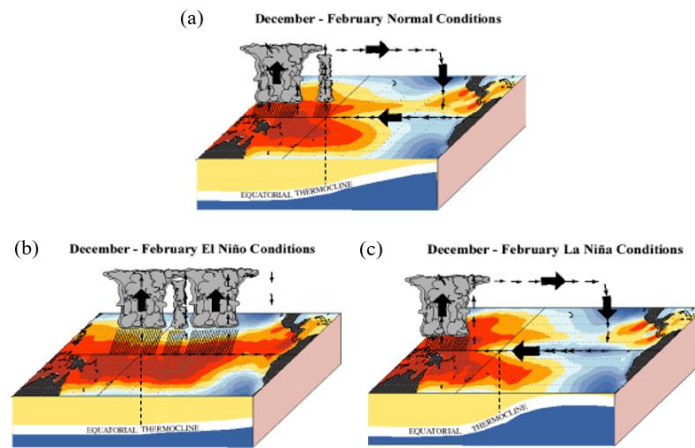 (a)
December - February Normal Conditions
EQUATORIAL THERMOCLINE
(b)
December - February El Niño Conditions
EQUATORIAL THERMOCLINE
(c)
December - February La Niña Conditions
EQUATORIAL THERMOCLINE